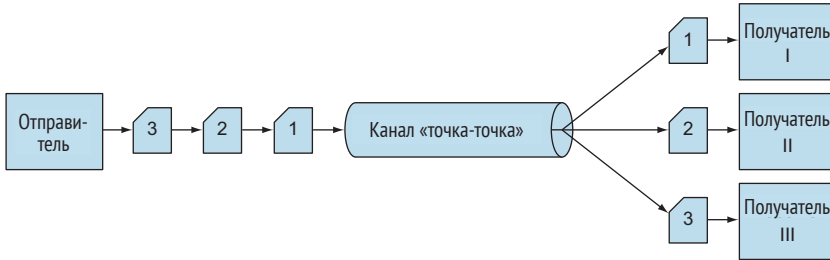 Отправи-
тель
3
2
1
Канал «точка-точка»
1
Получатель
I
2
Получатель
II
3
Получатель
III